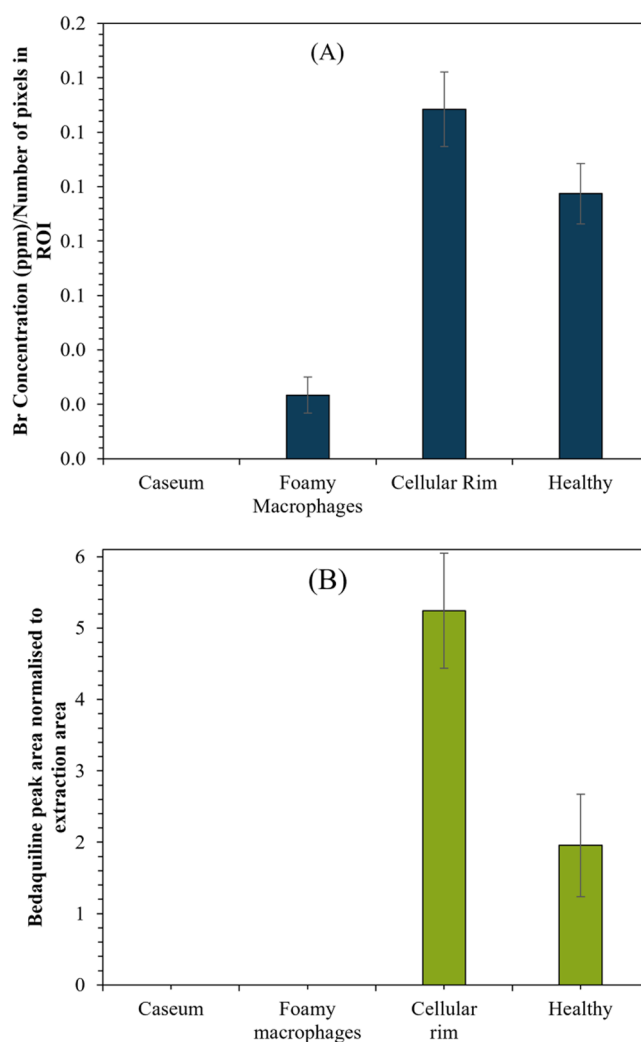 (A)
Br Concentration (ppm)/Number of pixels in
ROI
0.2
0.1
0.1
0.1
0.1
0.1
0.0
0.0
0.0
Caseum
Foamy
Macrophages
Cellular Rim
Healthy
(B)
Bedaquiline peak area normalised to
extraction area
6
5
4
3
2
1
0
Caseum
Foamy
macrophages
Cellular
rim
Healthy